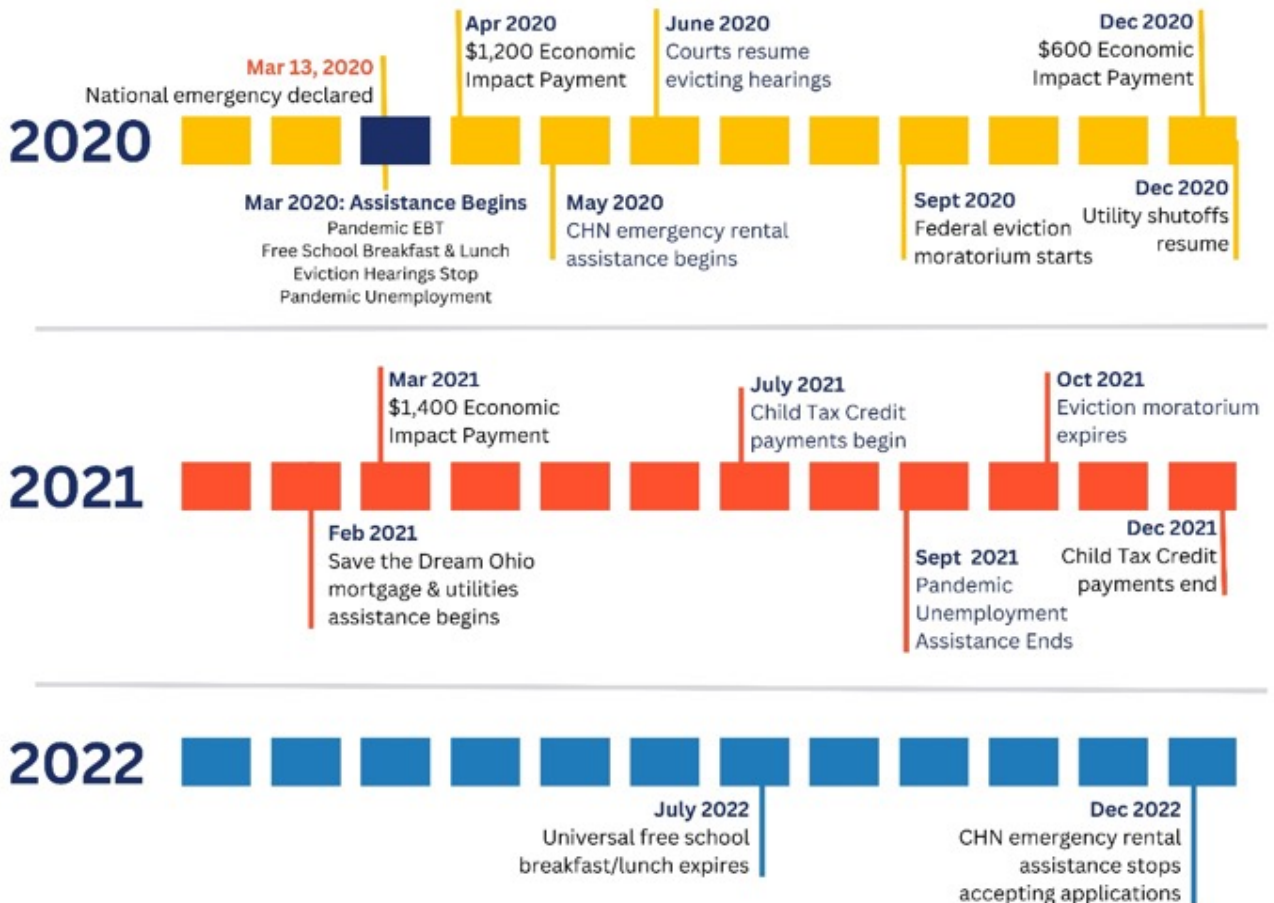 Mar 13, 2020
National emergency declared
Apr 2020
$1,200 Economic
Impact Payment
June 2020
Courts resume
evicting hearings
Dec 2020
$600 Economic
Impact Payment
2020
Mar 2020: Assistance Begins
Pandemic EBT
Free School Breakfast & Lunch
Eviction Hearings Stop
Pandemic Unemployment
May 2020
CHN emergency rental
assistance begins
Sept 2020
Federal eviction
moratorium starts
Dec 2020
Utility shutoffs
resume
Mar 2021
$1,400 Economic
Impact Payment
July 2021
Child Tax Credit
payments begin
Oct 2021
Eviction moratorium
expires
2021
Feb 2021
Save the Dream Ohio
mortgage & utilities
assistance begins
Sept 2021
Pandemic
Unemployment
Assistance Ends
Dec 2021
Child Tax Credit
payments end
2022
July 2022
Universal free school
breakfast/lunch expires
Dec 2022
CHN emergency rental
assistance stops
accepting applications